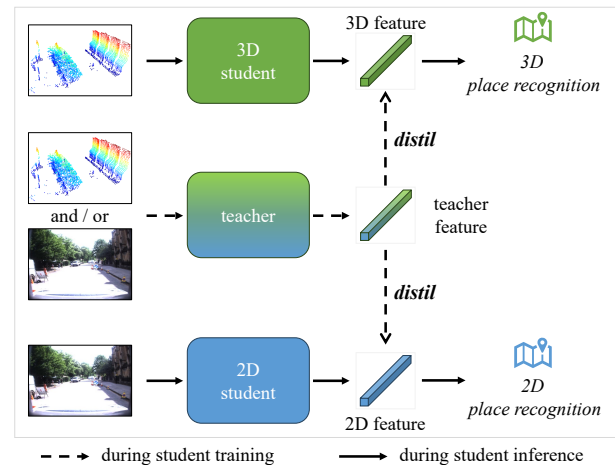 3D feature
3D
student
3D
place recognition
distil
and / or
teacher
teacher
feature
distil
2D
student
2D feature
2D
place recognition
during student training
during student inference